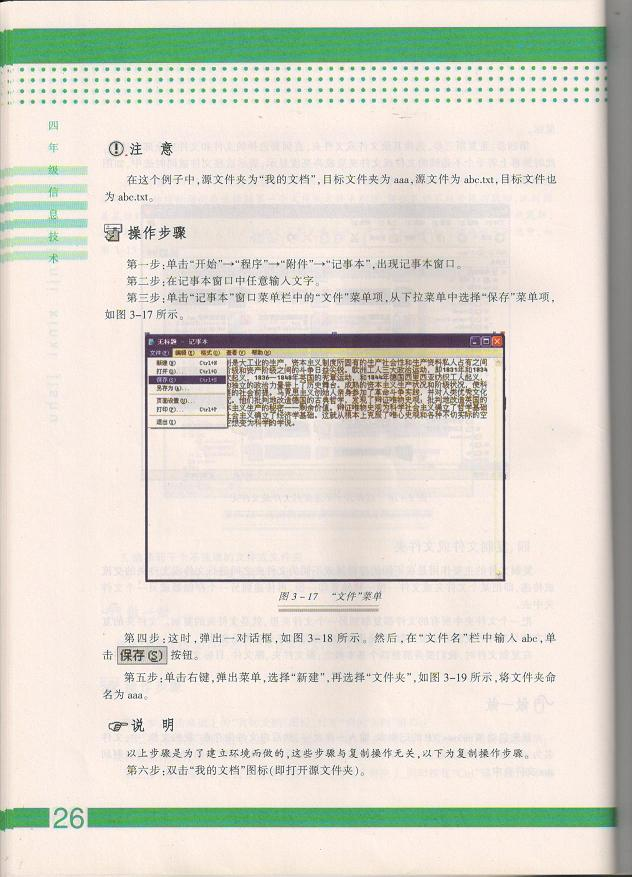 四年级信息技术
注 意
在这个例子中,源文件夹为“我的文档”,目标文件夹为 aaa,源文件为 abc.txt,目标文件也
为 abc.txt。
操作步骤
第一步:单击“开始”→“程序”→“附件”→“记事本”,出现记事本窗口。
第二步:在记事本窗口中任意输入文字。
第三步:单击“记事本”窗口菜单栏中的“文件”菜单项,从下拉菜单中选择“保存”菜单项,
如图 3-17 所示。
无标题 - 记事本
文件(F) 编辑(E) 格式(O) 查看(V) 帮助(H)
新建(N) Ctrl+N
打开(O)... Ctrl+O
保存(S) Ctrl+S
另存为(A)...
页面设置(U)...
打印(P)... Ctrl+P
退出(X)
图 3-17 “文件”菜单
第四步:这时,弹出一对话框,如图 3-18 所示。然后,在“文件名”栏中输入 abc,单
击 保存(S) 按钮。
第五步:单击右键,弹出菜单,选择“新建”,再选择“文件夹”,如图 3-19 所示,将文件夹命
名为 aaa。
说 明
以上步骤是为了建立环境而做的,这些步骤与复制操作无关,以下为复制操作步骤。
第六步:双击“我的文档”图标(即打开源文件夹)。
26